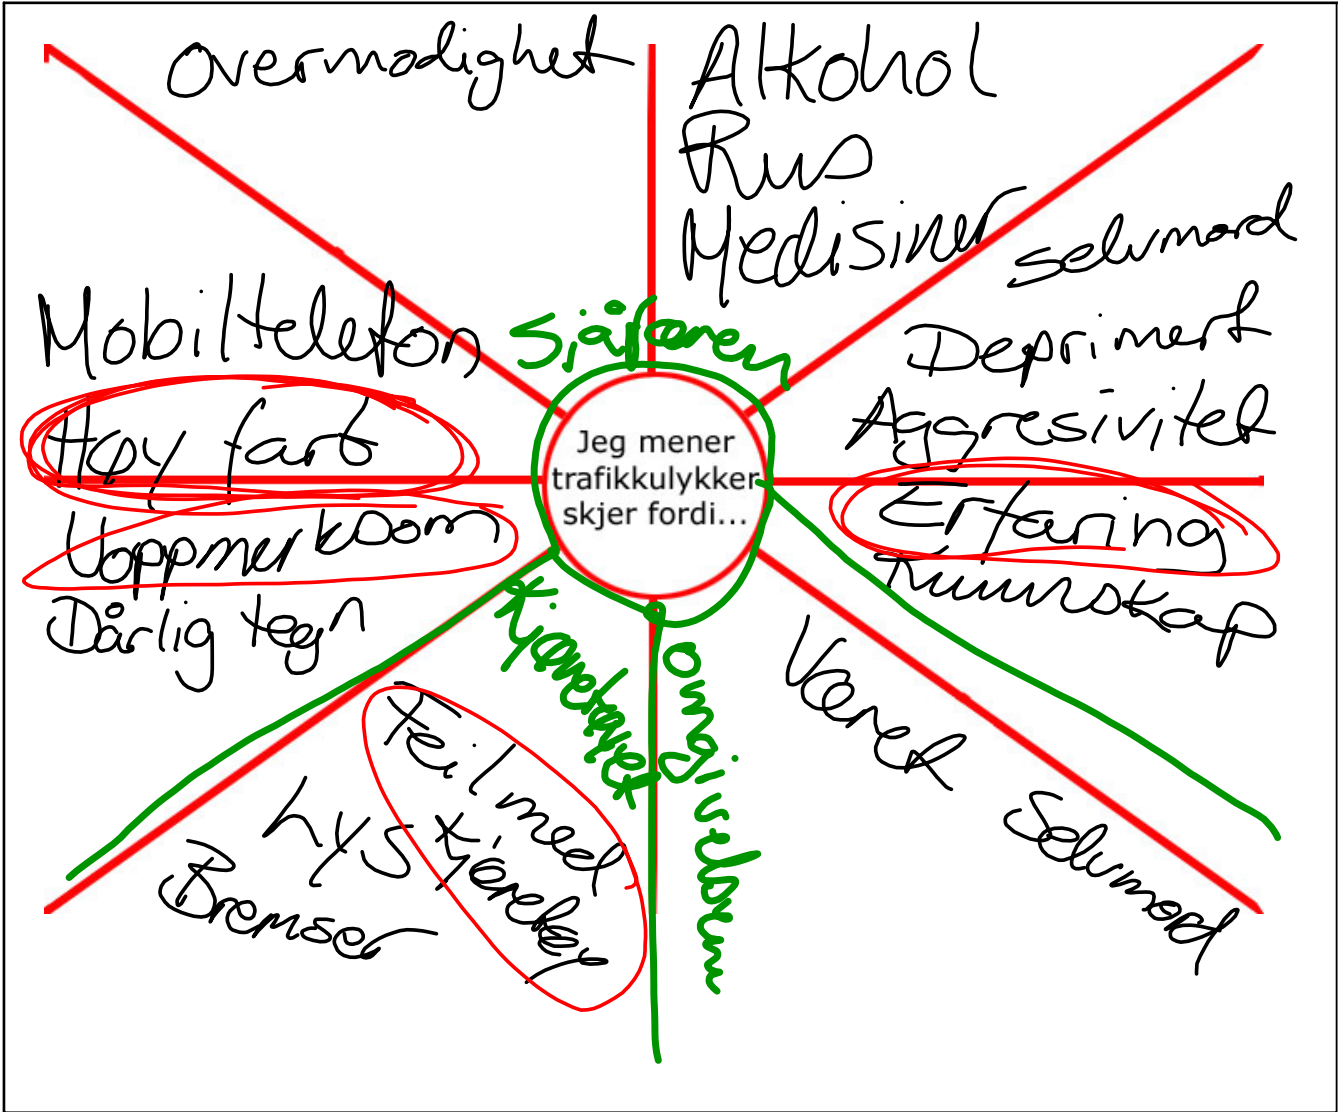 Overmodighet
Alkohol
Rus
Medisiner
selvmord
Deprimert
Aggresivitet
Mobiltelefon
Høy fart
Sjåføren
Jeg mener
trafikkulykker
skjer fordi...
Erfaring
Kunnskap
Uoppmerksom
Dårlig tegn
Kjøretøyet
Omgivelsen
Været
Selvmord
Feil med
kjøretøy
Lys
Bremser